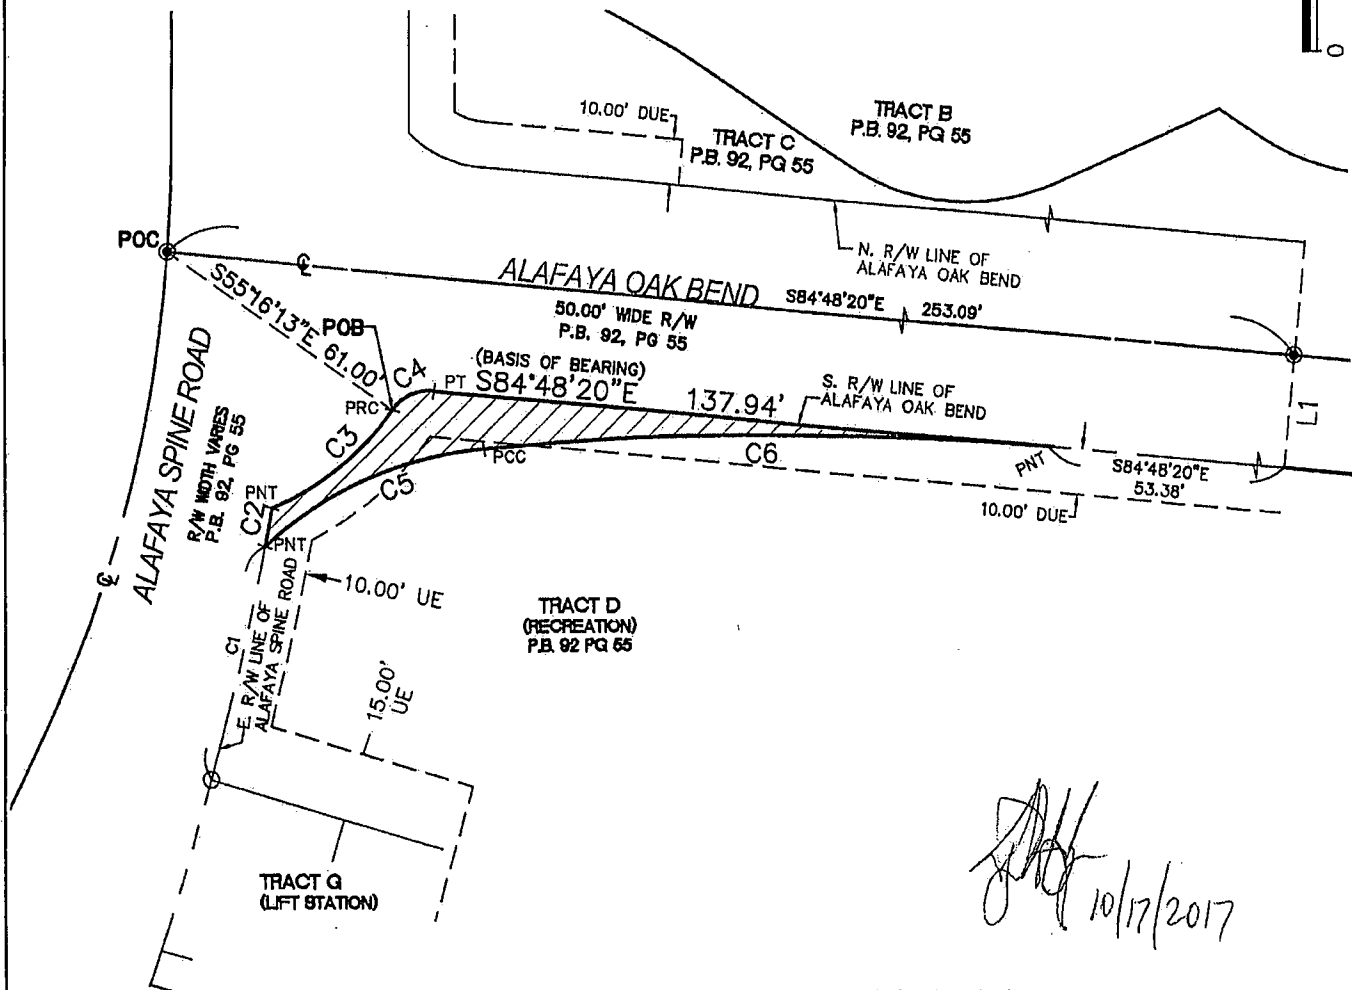 0
10.00' DUE
TRACT C
P.B. 92, PG 55
TRACT B
P.B. 92, PG 55
POC
N. R/W LINE OF
ALAFAYA OAK BEND
ALAFAYA OAK BEND
S84°48'20"E 253.09'
50.00' WIDE R/W
P.B. 92, PG 55
S55°16'13"E 61.00'
POB
(BASIS OF BEARING)
S84°48'20"E 137.94'
C4
PT
S. R/W LINE OF
ALAFAYA OAK BEND
PRC
C3
L1
ALAFAYA SPINE ROAD
R/W WIDTH VARIES
P.B. 92, PG 55
PCC
C6
PNT
S84°48'20"E
53.38'
PNT
C5
C2
10.00' DUE
PNT
10.00' UE
TRACT D
(RECREATION)
P.B. 92 PG 55
C1
E. R/W LINE OF
ALAFAYA SPINE ROAD
15.00'
UE
TRACT G
(LIFT STATION)
10/17/2017